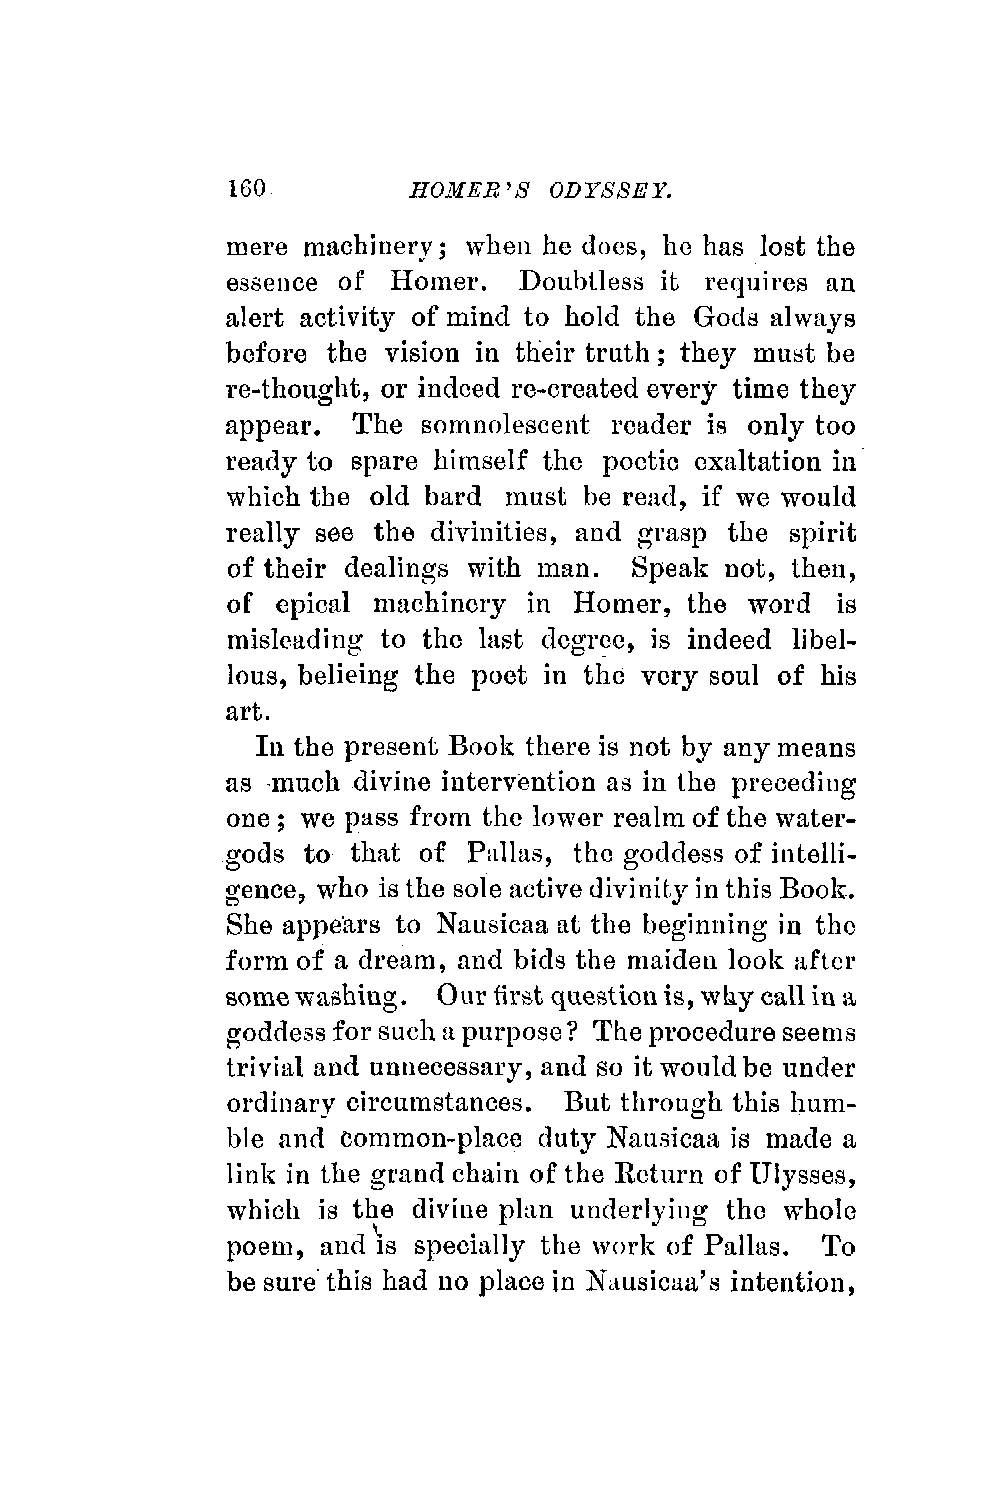 160 HOMER'S ODYSSEY.
mere machinery; when he does, he has lost the
essence of Homer. Doubtless it requires an
alert activity of mind to hold the Gods always
before the vision in their truth; they must be
re-thought, or indeed re-created every time they
appear. The somnolescent reader is only too
ready to spare himself the poetic exaltation in
which the old bard must be read, if we would
really see the divinities, and grasp the spirit
of their dealings with man. Speak not, then,
of epical machinery in Homer, the word is
misleading to the last degree, is indeed libel-
lous, belieing the poet in the very soul of his
art.
In the present Book there is not by any means
as much divine intervention as in the preceding
one; we pass from the lower realm of the water-
gods to that of Pallas, the goddess of intelli-
gence, who is the sole active divinity in this Book.
She appears to Nausicaa at the beginning in the
form of a dream, and bids the maiden look after
some washing. Our first question is, why call in a
goddess for such a purpose? The procedure seems
trivial and unnecessary, and so it would be under
ordinary circumstances. But through this hum-
ble and common-place duty Nausicaa is made a
link in the grand chain of the Return of Ulysses,
which is the divine plan underlying the whole
poem, and is specially the work of Pallas. To
be sure this had no place in Nausicaa's intention,